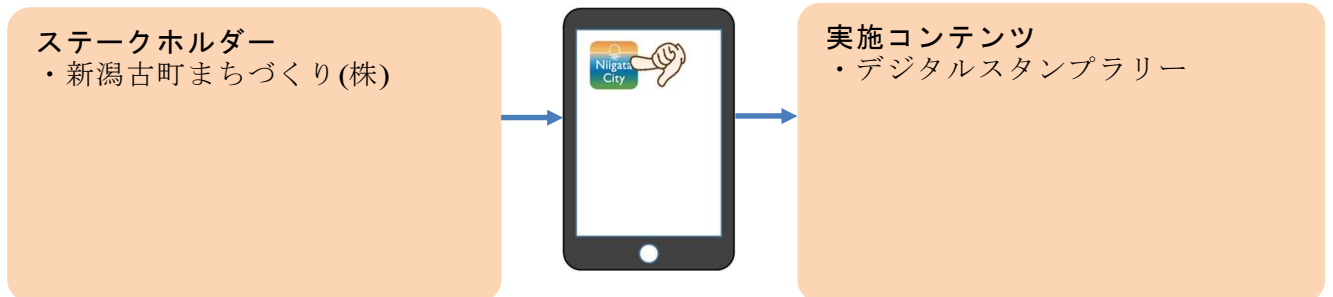 ステークホルダー
・新潟古町まちづくり(株)
Niigata
City
実施コンテンツ
・デジタルスタンプラリー